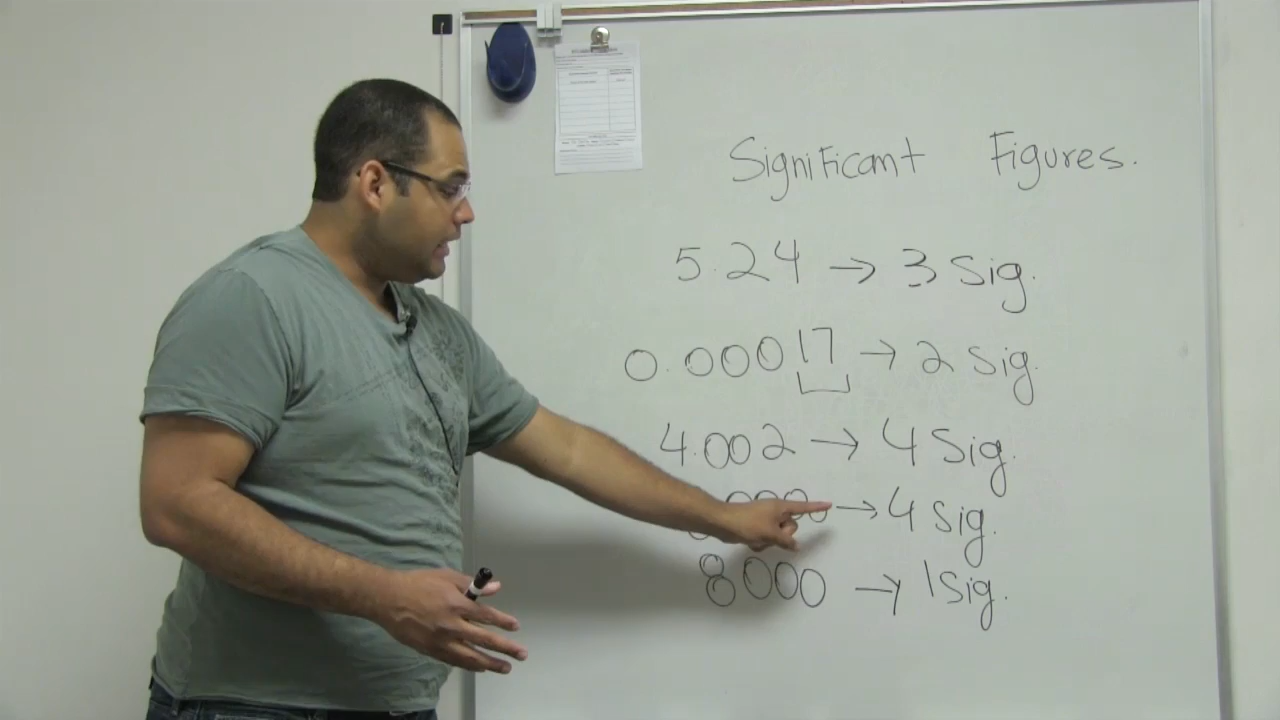 Significant Figures.
5.24 → 3 Sig.
0.00017 → 2 Sig.
4.002 → 4 Sig.
→ 4 Sig.
8000 → 1 Sig.